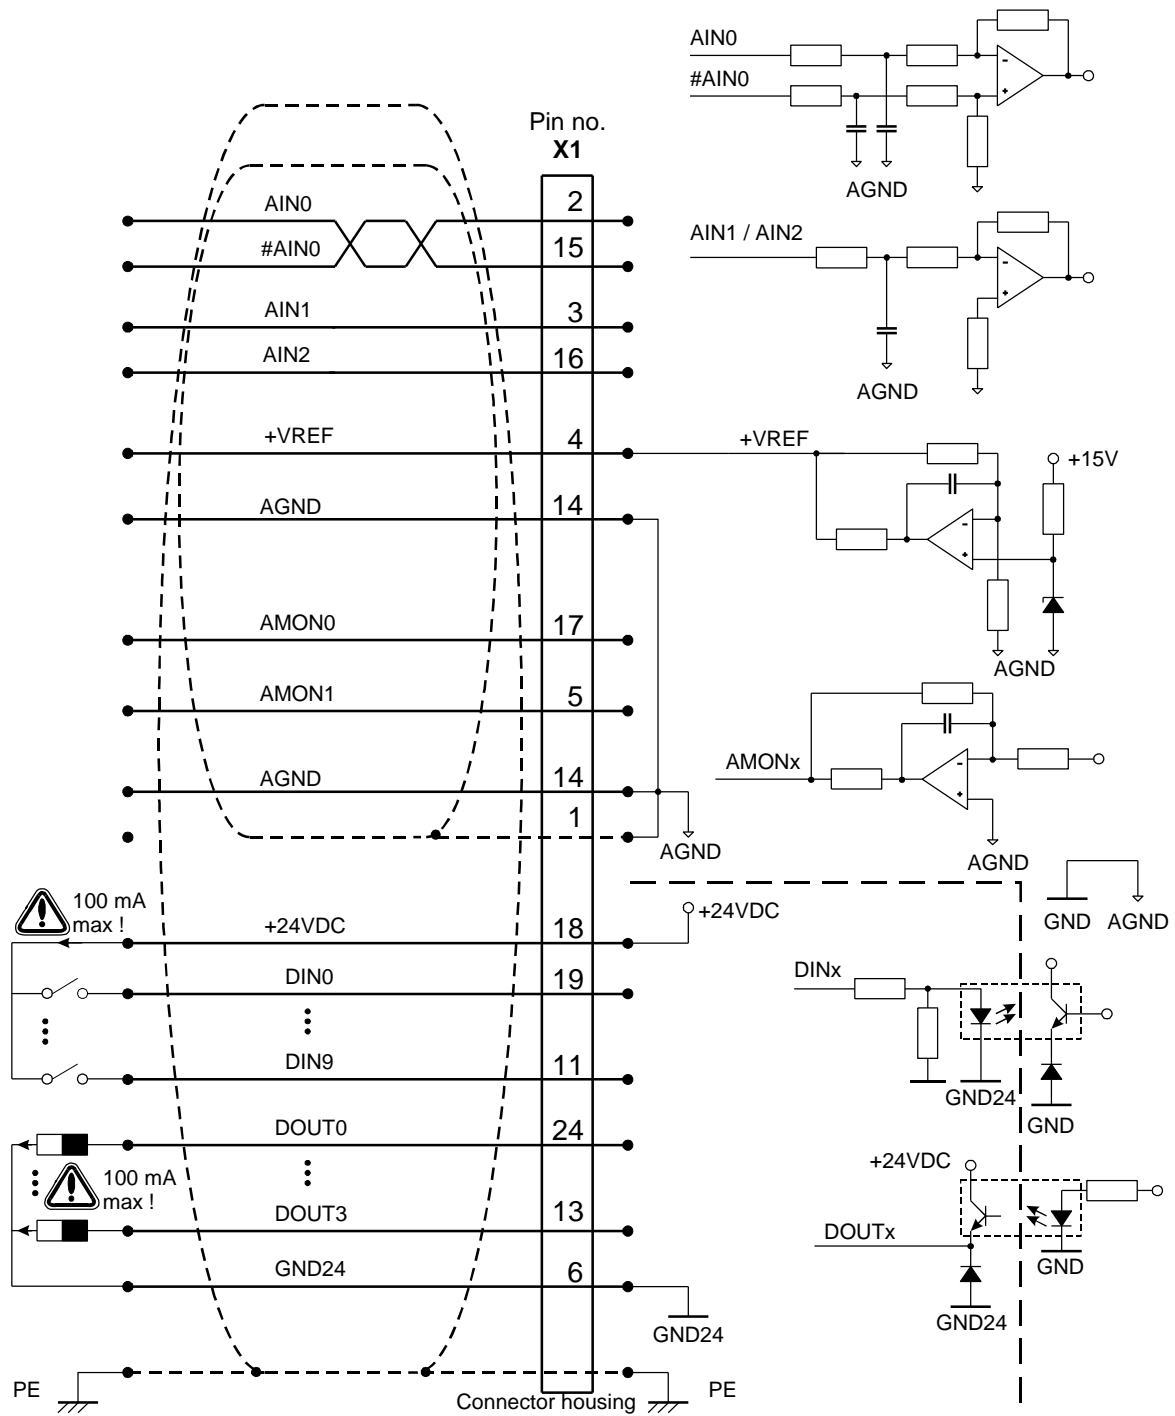 Pin no.
X1
AIN0 2
#AIN0 15
AIN1 3
AIN2 16
+VREF 4
AGND 14
AMON0 17
AMON1 5
AGND 14
1
AGND
100 mA
max !
+24VDC 18
+24VDC
DIN0 19
DIN9 11
DOUT0 24
100 mA
max !
DOUT3 13
GND24 6
GND24
PE
Connector housing
PE
AIN0
#AIN0
-
+
AGND
AIN1 / AIN2
-
+
AGND
+VREF
+15V
-
+
AGND
AMONx
-
+
AGND
GND AGND
DINx
GND24
GND
+24VDC
DOUTx
GND
GND24